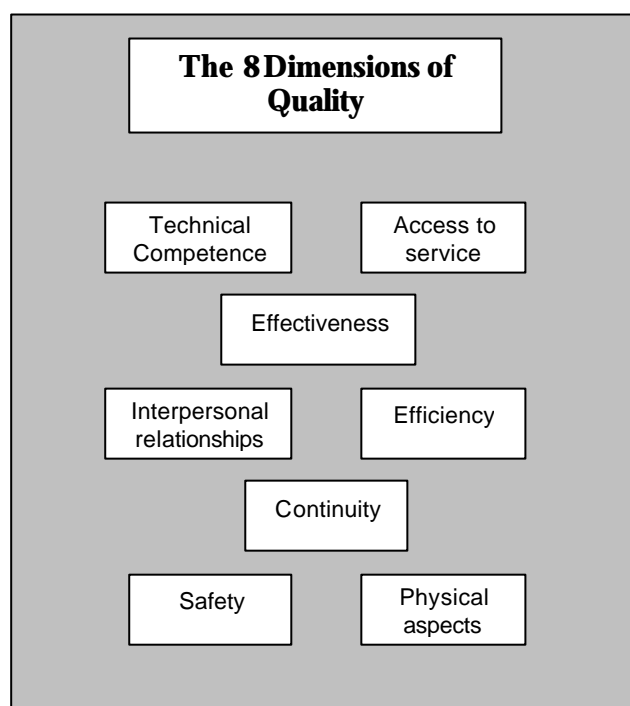 The 8 Dimensions of
Quality
Technical
Competence
Access to
service
Effectiveness
Interpersonal
relationships
Efficiency
Continuity
Safety
Physical
aspects